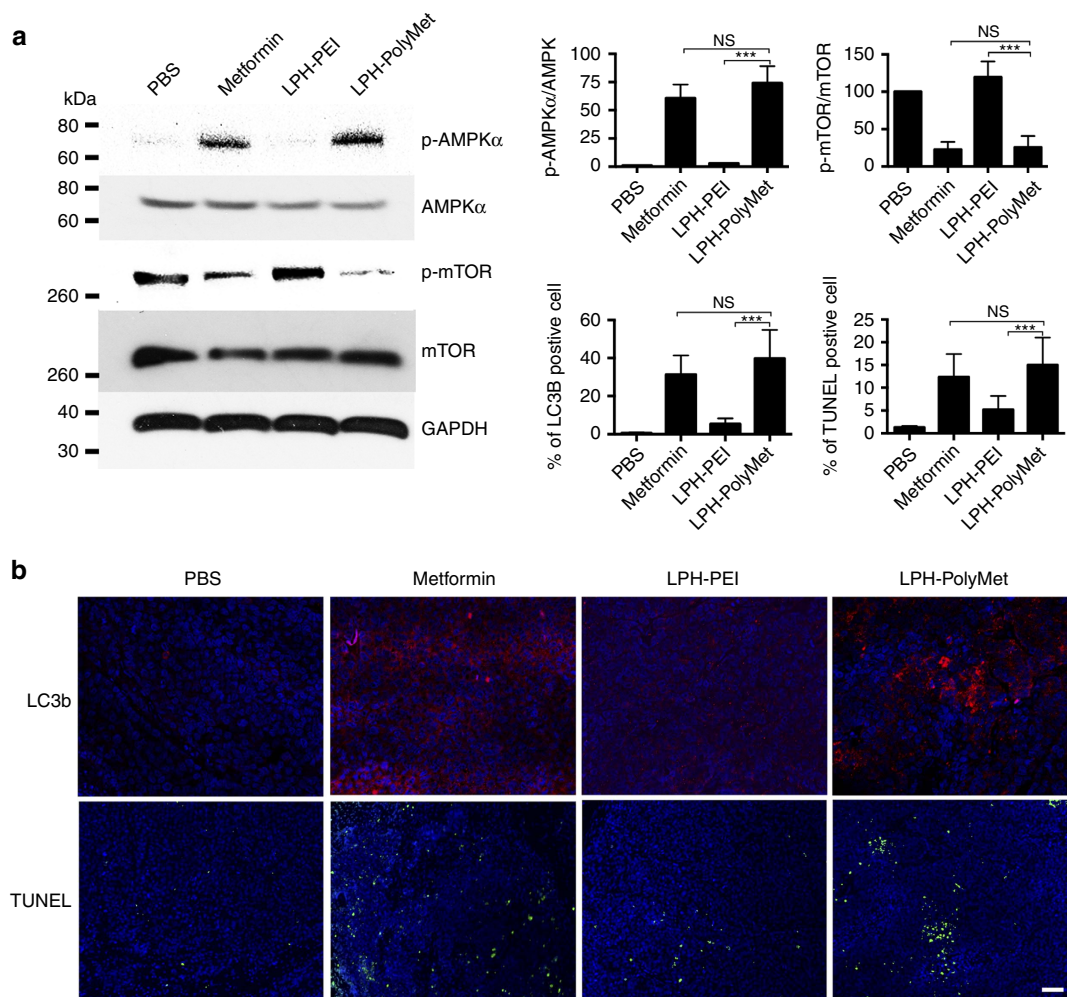 a
PBS
Metformin
LPH-PEI
LPH-PolyMet
kDa
80
60
p-AMPKα
80
60
AMPKα
260
p-mTOR
260
mTOR
40
30
GAPDH
p-AMPKα/AMPK
100
75
50
25
0
NS
***
PBS
Metformin
LPH-PEI
LPH-PolyMet
p-mTOR/mTOR
150
100
50
0
NS
***
PBS
Metformin
LPH-PEI
LPH-PolyMet
% of LC3B postive cell
60
40
20
0
NS
***
PBS
Metformin
LPH-PEI
LPH-PolyMet
% of TUNEL postive cell
25
20
15
10
5
0
NS
***
PBS
Metformin
LPH-PEI
LPH-PolyMet
b
PBS
Metformin
LPH-PEI
LPH-PolyMet
LC3b
TUNEL